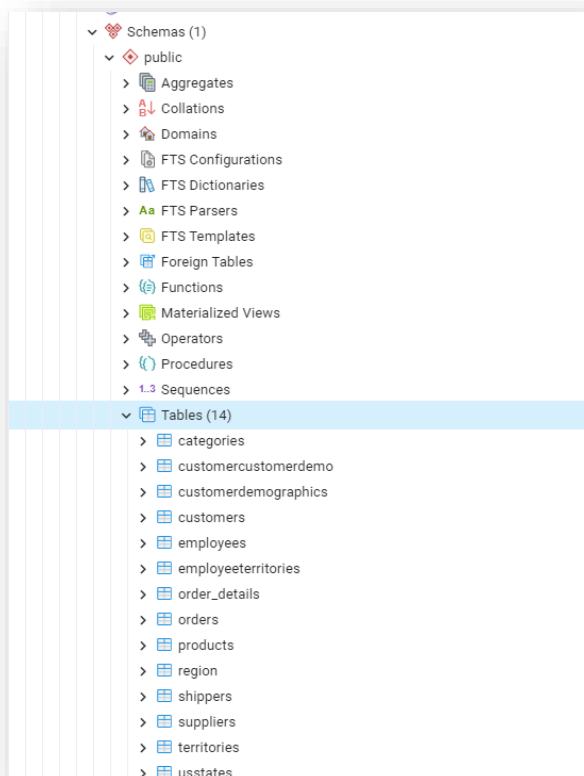 Schemas (1)
public
Aggregates
Collations
Domains
FTS Configurations
FTS Dictionaries
Aa FTS Parsers
FTS Templates
Foreign Tables
Functions
Materialized Views
Operators
Procedures
1..3 Sequences
Tables (14)
categories
customercustomerdemo
customerdemographics
customers
employees
employeeterritories
order_details
orders
products
region
shippers
suppliers
territories
usstates